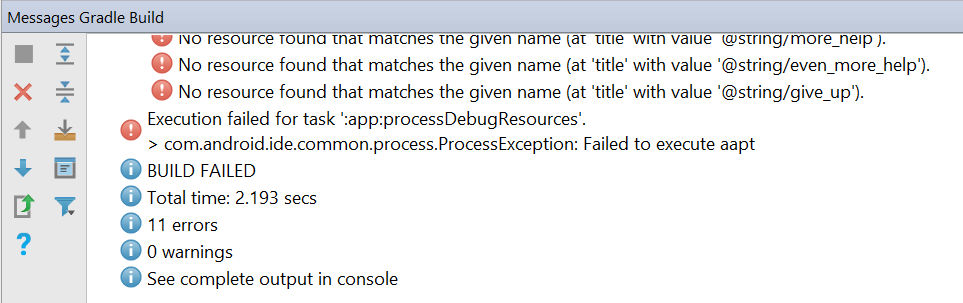 Messages Gradle Build
No resource found that matches the given name (at 'title' with value '@string/more_help').
No resource found that matches the given name (at 'title' with value '@string/even_more_help').
No resource found that matches the given name (at 'title' with value '@string/give_up').
Execution failed for task ':app:processDebugResources'.
> com.android.ide.common.process.ProcessException: Failed to execute aapt
BUILD FAILED
Total time: 2.193 secs
11 errors
0 warnings
See complete output in console